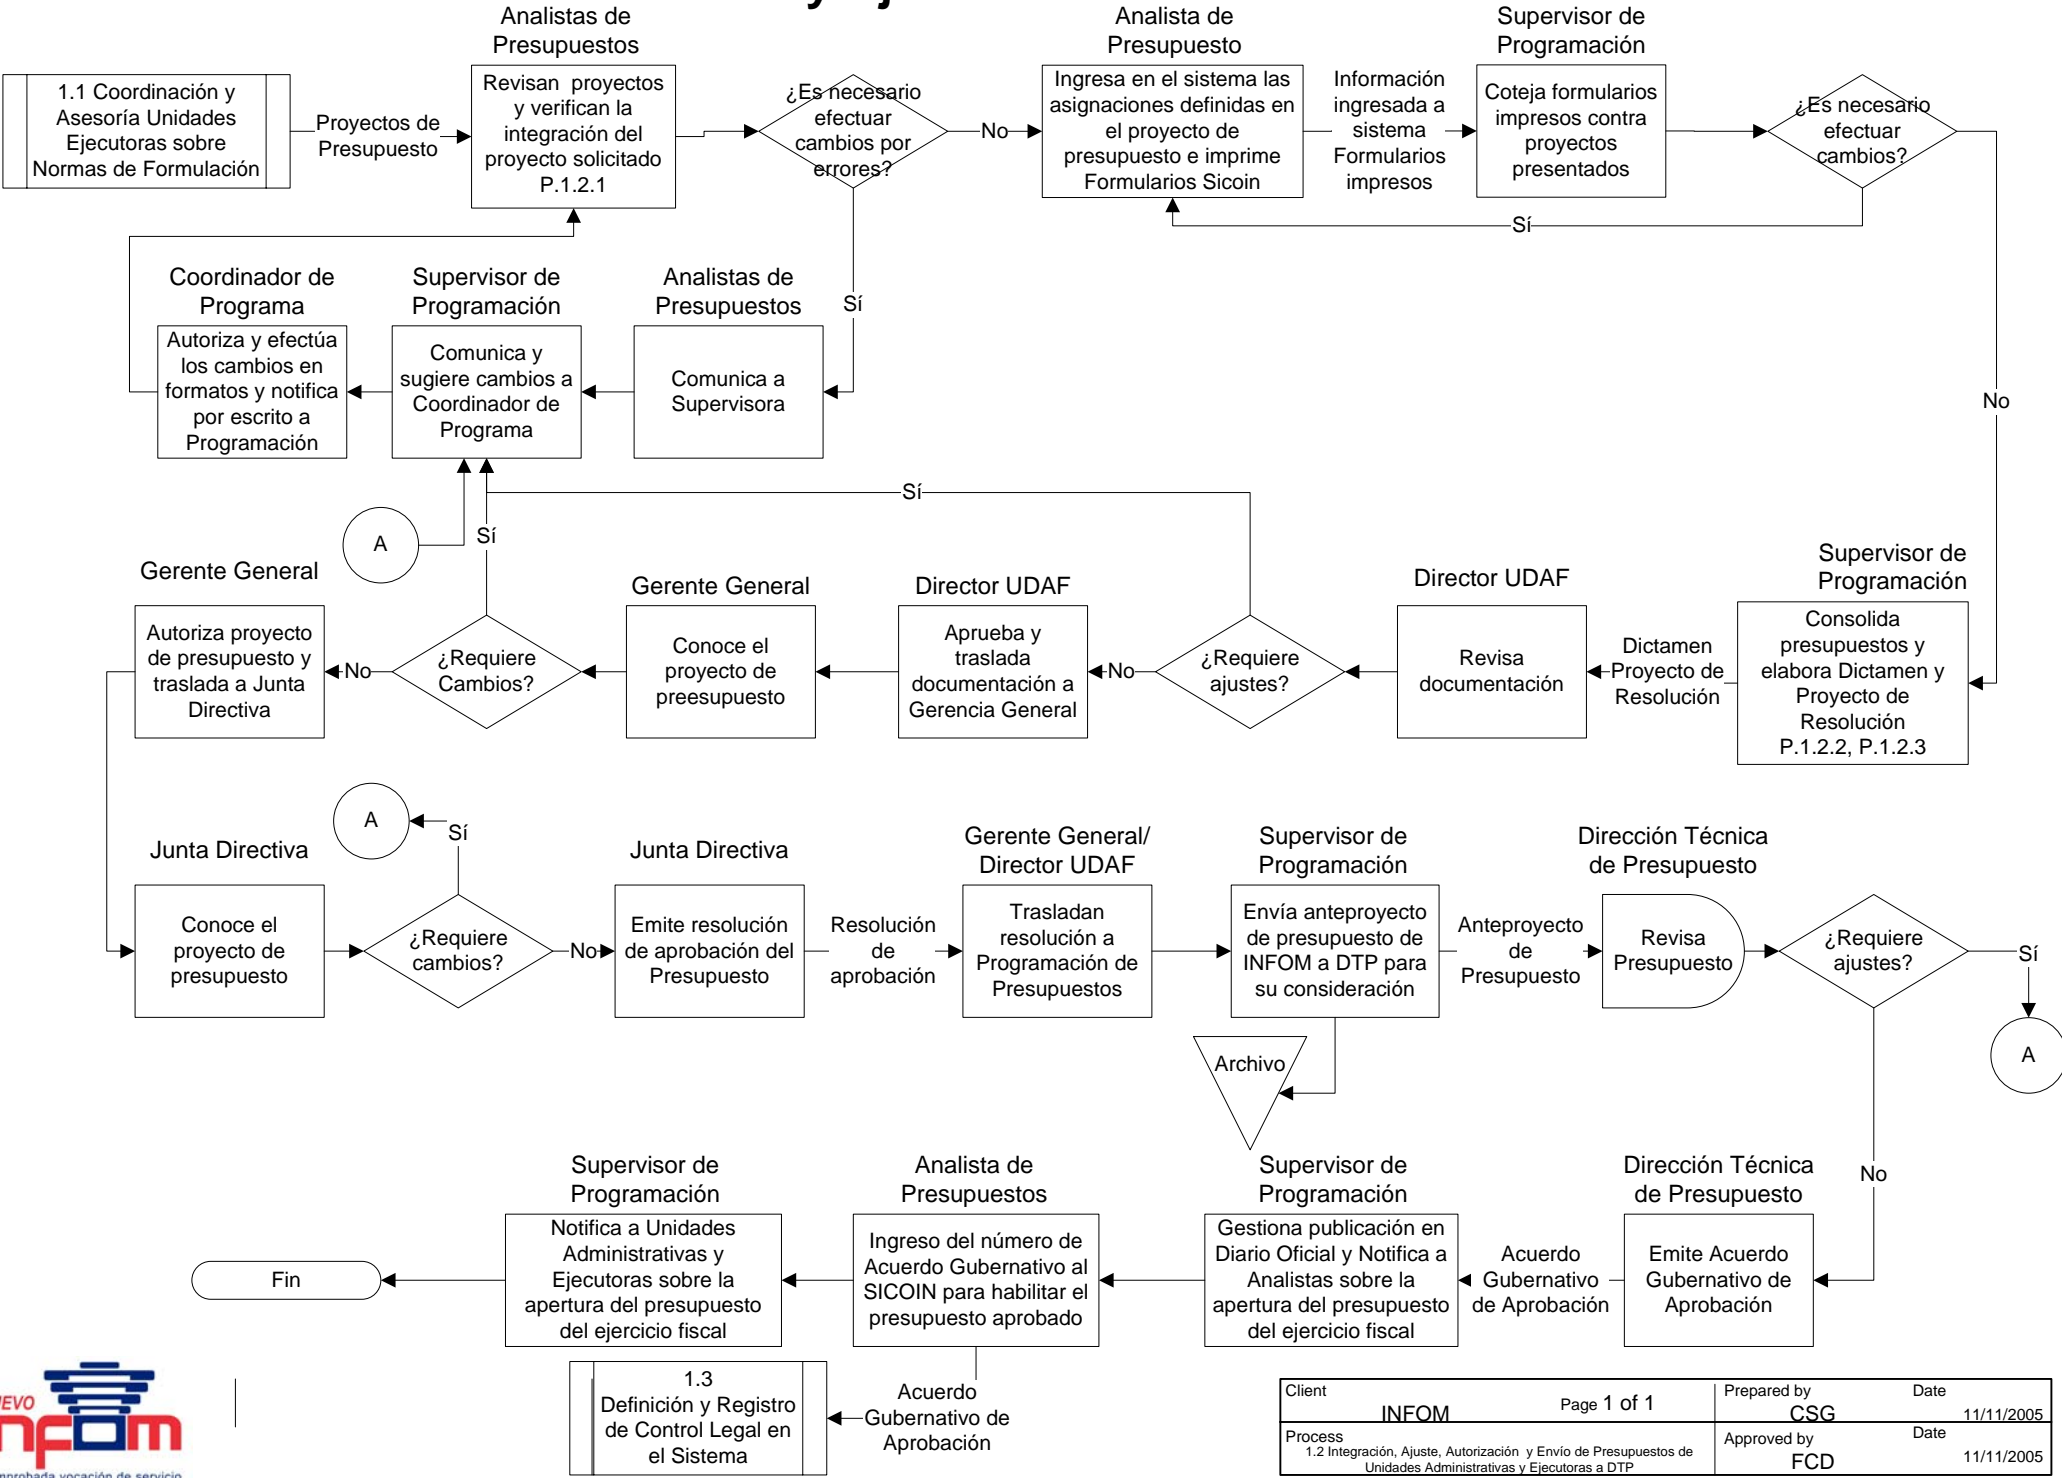 Analistas de
Presupuestos
Analista de
Presupuesto
Supervisor de
Programación
1.1 Coordinación y
Asesoría Unidades
Ejecutoras sobre
Normas de Formulación
Proyectos de
Presupuesto
Revisan proyectos
y verifican la
integración del
proyecto solicitado
P.1.2.1
¿Es necesario
efectuar
cambios por
errores?
No
Ingresa en el sistema las
asignaciones definidas en
el proyecto de
presupuesto e imprime
Formularios Sicoin
Información
ingresada a
sistema
Formularios
impresos
Coteja formularios
impresos contra
proyectos
presentados
¿Es necesario
efectuar
cambios?
Sí
Coordinador de
Programa
Supervisor de
Programación
Analistas de
Presupuestos
Sí
Autoriza y efectúa
los cambios en
formatos y notifica
por escrito a
Programación
Comunica y
sugiere cambios a
Coordinador de
Programa
Comunica a
Supervisora
No
Sí
A
Sí
Gerente General
Gerente General
Director UDAF
Director UDAF
Supervisor de
Programación
Autoriza proyecto
de presupuesto y
traslada a Junta
Directiva
No
¿Requiere
Cambios?
Conoce el
proyecto de
preesupuesto
Aprueba y
traslada
documentación a
Gerencia General
No
¿Requiere
ajustes?
Revisa
documentación
Dictamen
Proyecto de
Resolución
Consolida
presupuestos y
elabora Dictamen y
Proyecto de
Resolución
P.1.2.2, P.1.2.3
A
Sí
Junta Directiva
Junta Directiva
Gerente General/
Director UDAF
Supervisor de
Programación
Dirección Técnica
de Presupuesto
Conoce el
proyecto de
presupuesto
¿Requiere
cambios?
No
Emite resolución
de aprobación del
Presupuesto
Resolución
de
aprobación
Trasladan
resolución a
Programación de
Presupuestos
Envía anteproyecto
de presupuesto de
INFOM a DTP para
su consideración
Anteproyecto
de
Presupuesto
Revisa
Presupuesto
¿Requiere
ajustes?
Sí
A
Archivo
No
Supervisor de
Programación
Analista de
Presupuestos
Supervisor de
Programación
Dirección Técnica
de Presupuesto
Fin
Notifica a Unidades
Administrativas y
Ejecutoras sobre la
apertura del presupuesto
del ejercicio fiscal
Ingreso del número de
Acuerdo Gubernativo al
SICOIN para habilitar el
presupuesto aprobado
Gestiona publicación en
Diario Oficial y Notifica a
Analistas sobre la
apertura del presupuesto
del ejercicio fiscal
Acuerdo
Gubernativo
de Aprobación
Emite Acuerdo
Gubernativo de
Aprobación
1.3
Definición y Registro
de Control Legal en
el Sistema
Acuerdo
Gubernativo de
Aprobación
Client
INFOM
Page 1 of 1
Prepared by
CSG
Date
11/11/2005
Process
1.2 Integración, Ajuste, Autorización y Envío de Presupuestos de
Unidades Administrativas y Ejecutoras a DTP
Approved by
FCD
Date
11/11/2005
infom
vocación de servicio